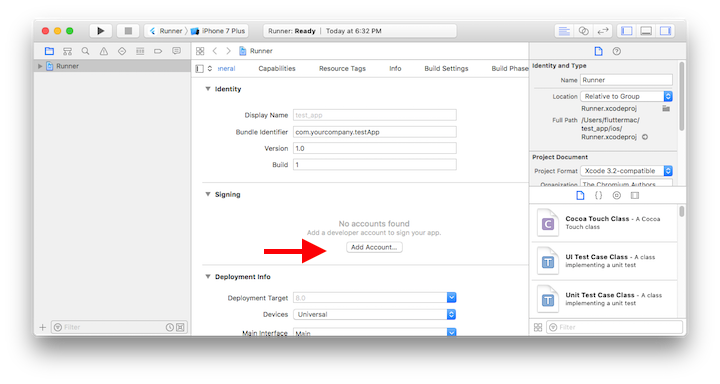 Runner
iPhone 7 Plus
Runner: Ready | Today at 6:32 PM
Runner
Runner
eneral
Capabilities
Resource Tags
Info
Build Settings
Build Phase
Identity
Display Name
test_app
Bundle Identifier
com.yourcompany.testApp
Version
1.0
Build
1
Signing
No accounts found
Add a developer account to sign your app.
Add Account...
Deployment Info
Deployment Target
8.0
Devices
Universal
Main Interface
Main
Filter
Identity and Type
Name
Runner
Location
Relative to Group
Runner.xcodeproj
Full Path
/Users/fluttermac/
test_app/ios/
Runner.xcodeproj
Project Document
Project Format
Xcode 3.2-compatible
Organization
The Chromium Authors
{ }
C
Cocoa Touch Class - A Cocoa
Touch class
T
UI Test Case Class - A class
implementing a unit test
T
Unit Test Case Class - A class
implementing a unit test
Filter